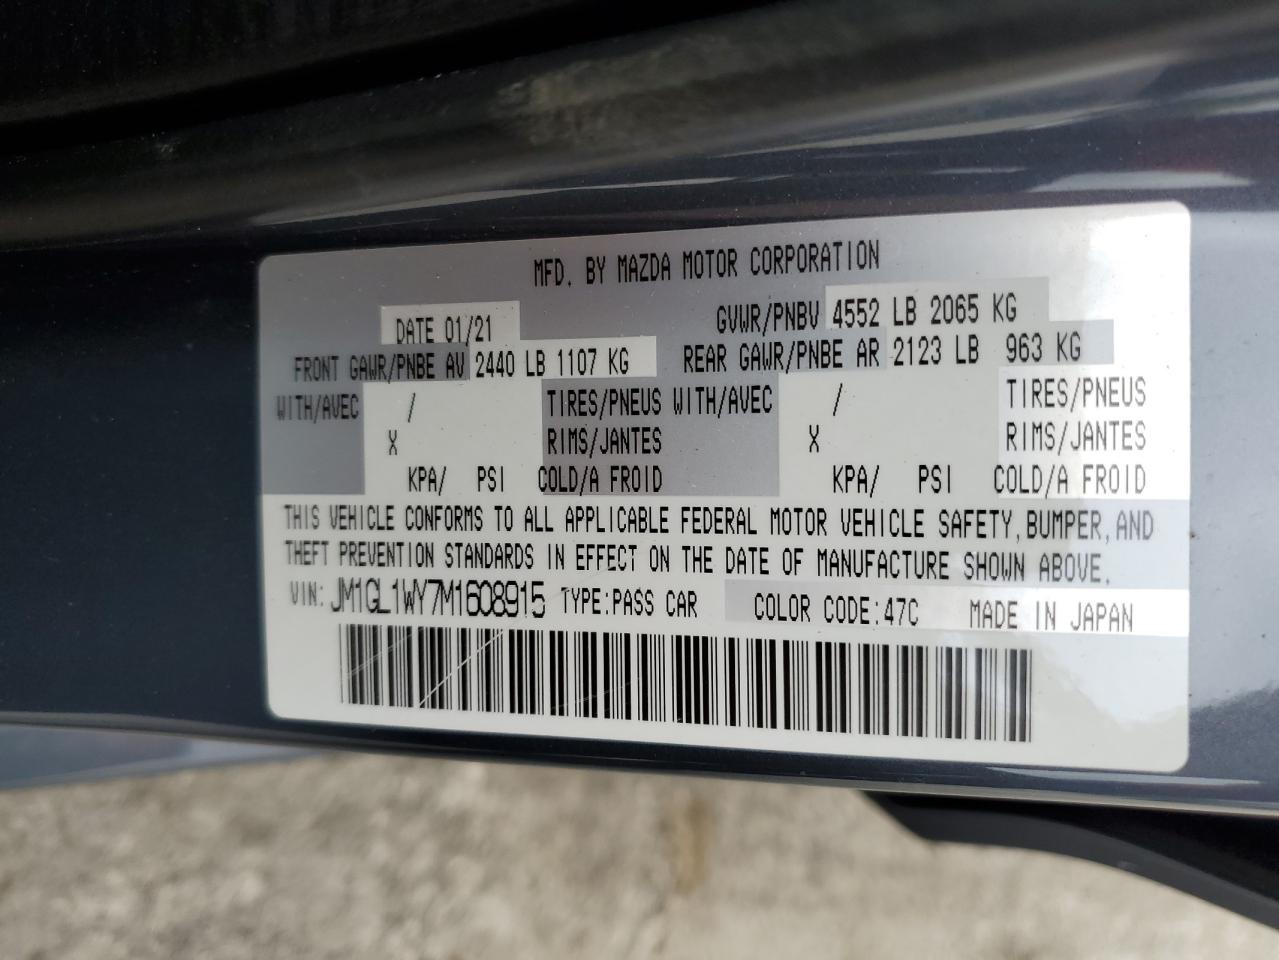 MFD. BY MAZDA MOTOR CORPORATION
DATE 01/21 GVWR/PNBV 4552 LB 2065 KG
FRONT GAWR/PNBE AV 2440 LB 1107 KG REAR GAWR/PNBE AR 2123 LB 963 KG
WITH/AVEC / TIRES/PNEUS WITH/AVEC / TIRES/PNEUS
X RIMS/JANTES X RIMS/JANTES
KPA/ PSI COLD/A FROID KPA/ PSI COLD/A FROID
THIS VEHICLE CONFORMS TO ALL APPLICABLE FEDERAL MOTOR VEHICLE SAFETY, BUMPER, AND
THEFT PREVENTION STANDARDS IN EFFECT ON THE DATE OF MANUFACTURE SHOWN ABOVE.
VIN: JM1GL1WY7M1608915 TYPE:PASS CAR COLOR CODE:47C MADE IN JAPAN